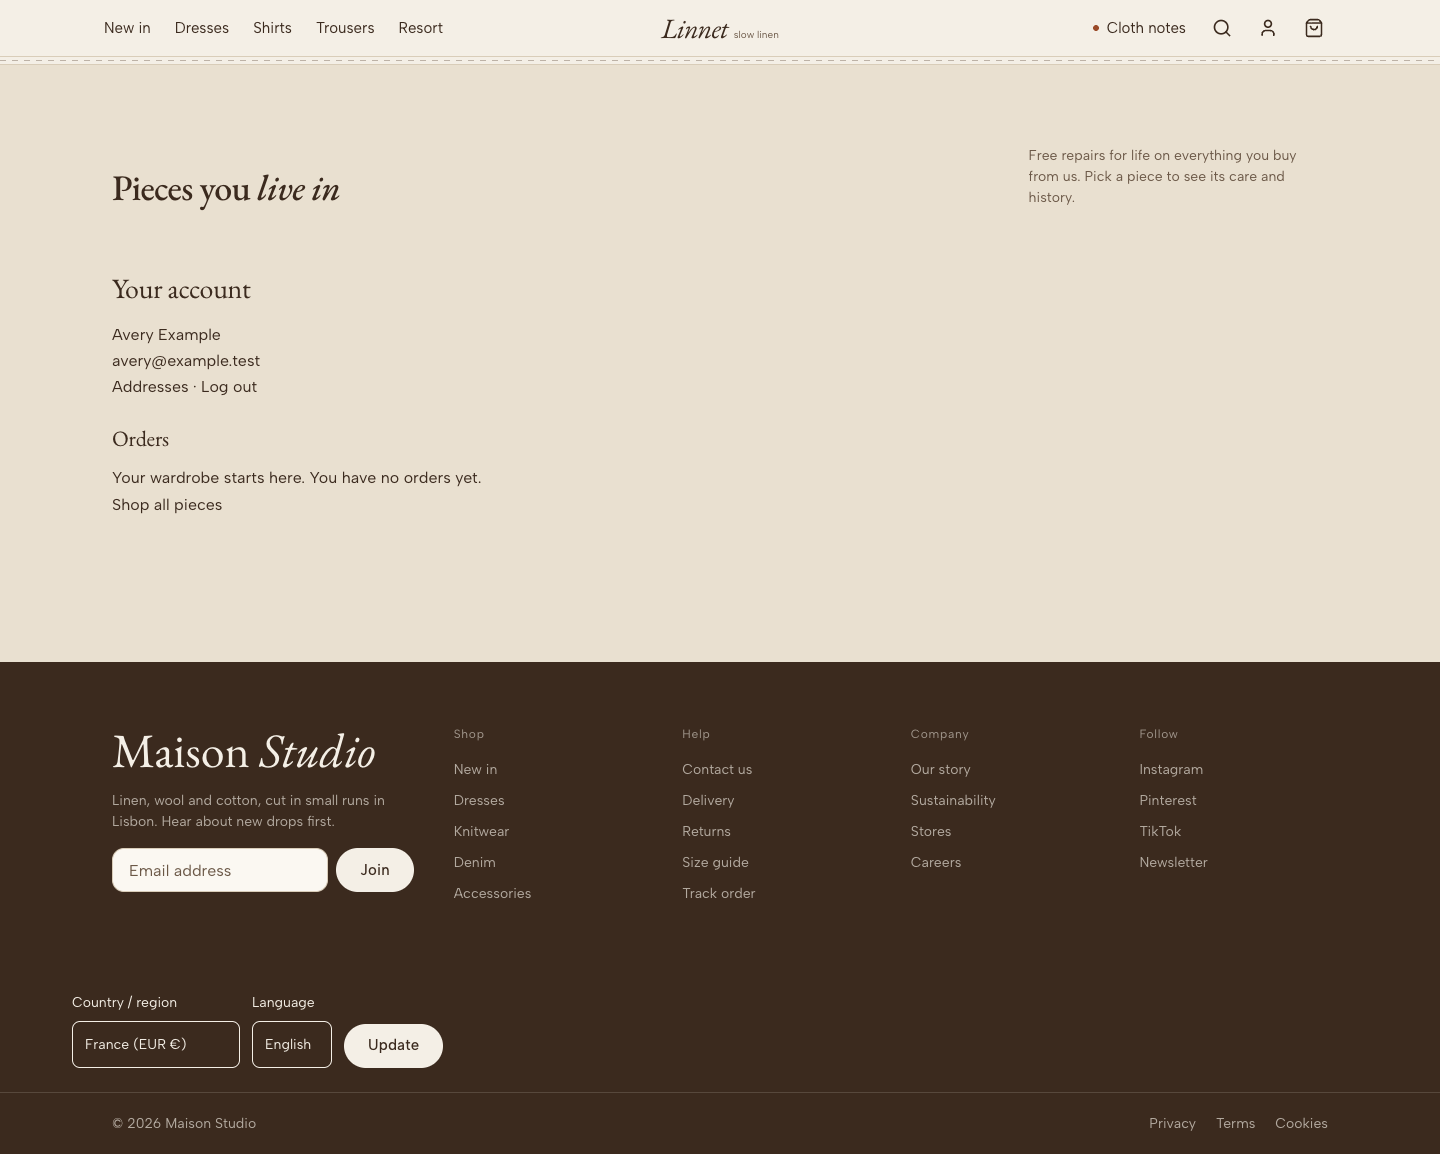 New in Dresses Shirts Trousers Resort
Linnet slow linen
Cloth notes
Pieces you live in
Free repairs for life on everything you buy
from us. Pick a piece to see its care and
history.
Your account
Avery Example
avery@example.test
Addresses · Log out
Orders
Your wardrobe starts here. You have no orders yet.
Shop all pieces
Maison Studio
Linen, wool and cotton, cut in small runs in
Lisbon. Hear about new drops first.
Email address
Join
Shop
New in
Dresses
Knitwear
Denim
Accessories
Help
Contact us
Delivery
Returns
Size guide
Track order
Company
Our story
Sustainability
Stores
Careers
Follow
Instagram
Pinterest
TikTok
Newsletter
Country / region
France (EUR €)
Language
English
Update
© 2026 Maison Studio
Privacy Terms Cookies